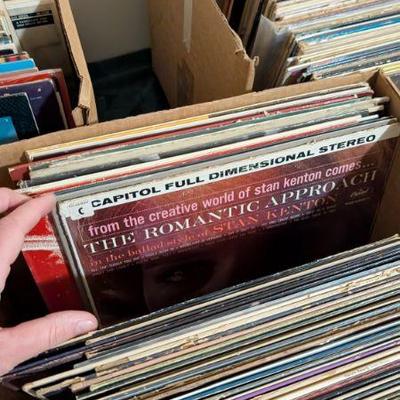 CAPITOL FULL DIMENSIONAL STEREO
from the creative world of stan kenton comes...
THE ROMANTIC APPROACH
in the ballad style of STAN KENTON